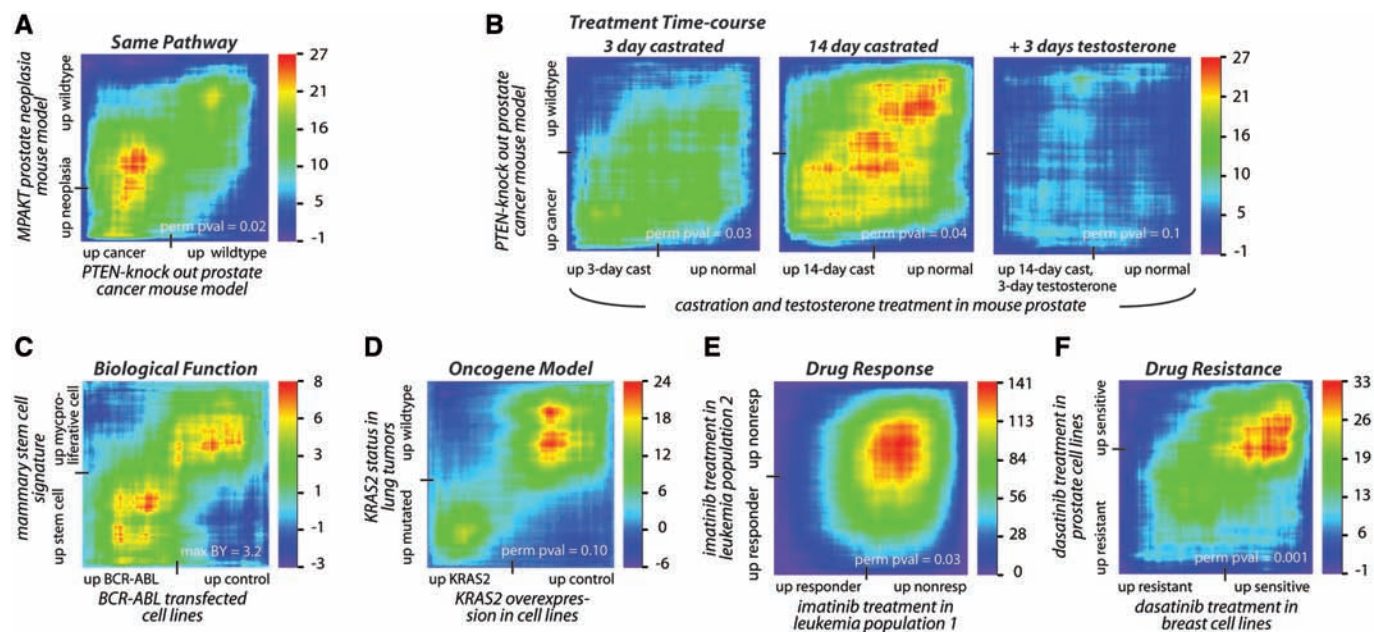 A
Same Pathway
MPAKT prostate neoplasia
mouse model
up wildtype
up neoplasia
perm pval = 0.02
27
21
16
10
5
-1
up cancer
up wildtype
PTEN-knock out prostate
cancer mouse model
B
Treatment Time-course
3 day castrated
14 day castrated
+ 3 days testosterone
PTEN-knock out prostate
cancer mouse model
up wildtype
up cancer
perm pval = 0.03
perm pval = 0.04
perm pval = 0.1
27
21
16
10
5
-1
up 3-day cast
up normal
up 14-day cast
up normal
up 14-day cast,
3-day testosterone
up normal
castration and testosterone treatment in mouse prostate
C
Biological Function
mammary stem cell
signature
up mycpro-
liferative cell
up stem cell
max BY = 3.2
8
6
4
3
1
-1
-3
up BCR-ABL
up control
BCR-ABL transfected
cell lines
D
Oncogene Model
KRAS2 status in
lung tumors
up wildtype
up mutated
perm pval = 0.10
24
18
12
6
0
-6
up KRAS2
up control
KRAS2 overexpres-
sion in cell lines
E
Drug Response
imatinib treatment in
leukemia population 2
up nonresp
up responder
perm pval = 0.03
141
113
84
56
28
0
up responder
up nonresp
imatinib treatment in
leukemia population 1
F
Drug Resistance
dasatinib treatment in
prostate cell lines
up sensitive
up resistant
perm pval = 0.001
33
26
19
13
6
-1
up resistant
up sensitive
dasatinib treatment in
breast cell lines